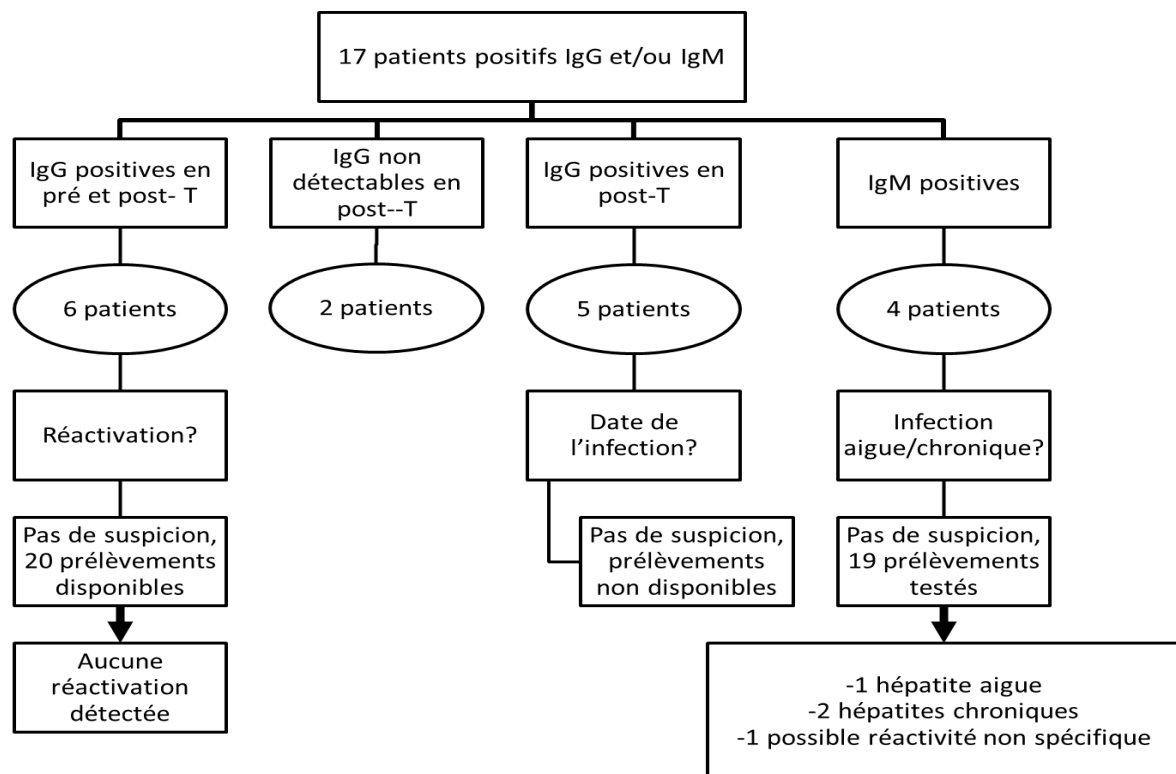 17 patients positifs IgG et/ou IgM
IgG positives en
pré et post- T
IgG non
détectables en
post--T
IgG positives en
post-T
IgM positives
6 patients
2 patients
5 patients
4 patients
Réactivation?
Date de
l’infection?
Infection
aigue/chronique?
Pas de suspicion,
20 prélèvements
disponibles
Pas de suspicion,
prélèvements
non disponibles
Pas de suspicion,
19 prélèvements
testés
Aucune
réactivation
détectée
-1 hépatite aigue
-2 hépatites chroniques
-1 possible réactivité non spécifique